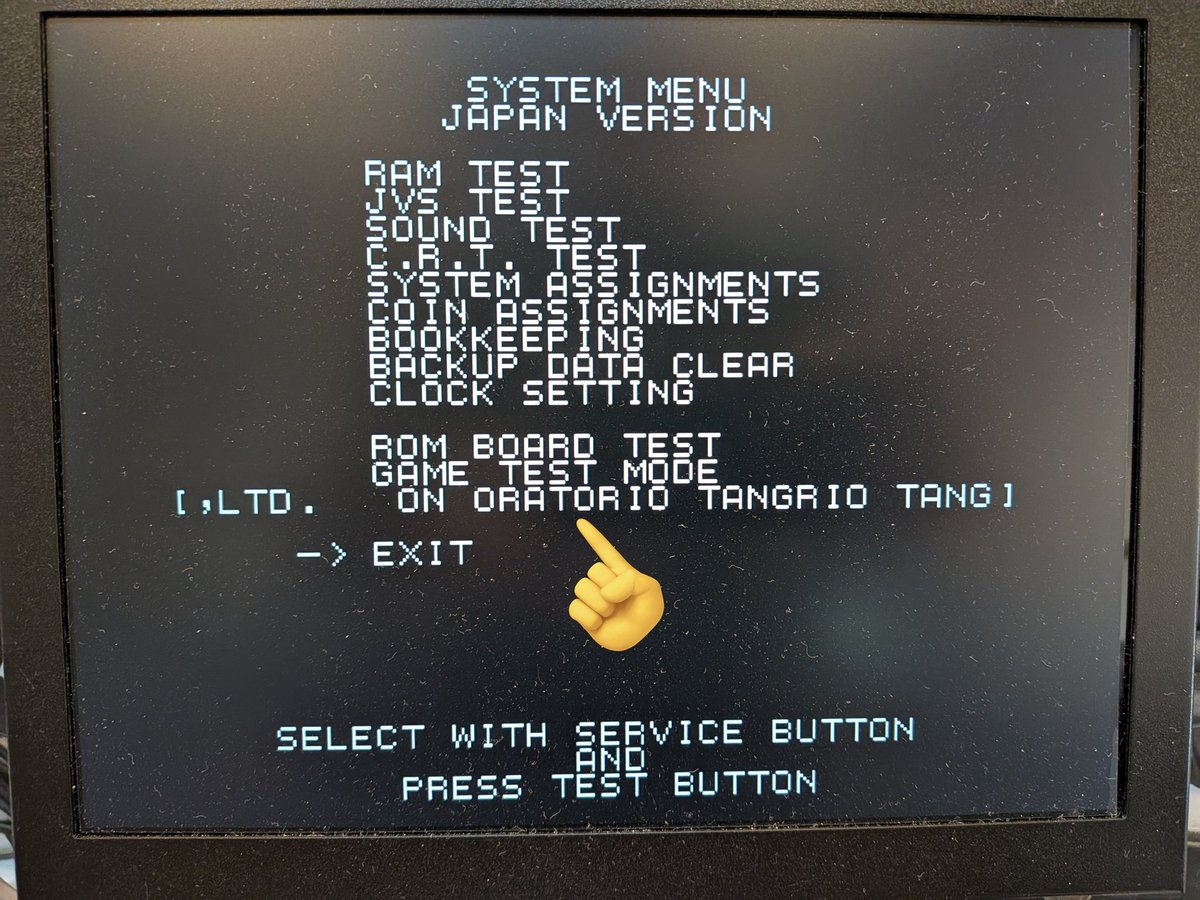 SYSTEM MENU
JAPAN VERSION
RAM TEST
JVS TEST
SOUND TEST
C.R.T. TEST
SYSTEM ASSIGNMENTS
COIN ASSIGNMENTS
BOOKKEEPING
BACKUP DATA CLEAR
CLOCK SETTING
ROM BOARD TEST
GAME TEST MODE
[,LTD. ON ORATORIO TANGRIO TANG]
-> EXIT
SELECT WITH SERVICE BUTTON
AND
PRESS TEST BUTTON